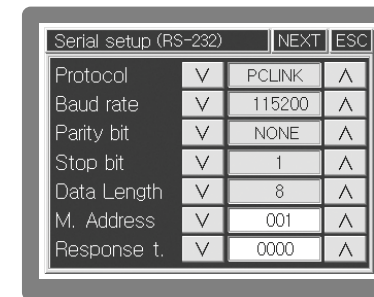 Serial setup (RS-232) NEXT ESC
Protocol V PCLINK Λ
Baud rate V 115200 Λ
Parity bit V NONE Λ
Stop bit V 1 Λ
Data Length V 8 Λ
M. Address V 001 Λ
Response t. V 0000 Λ